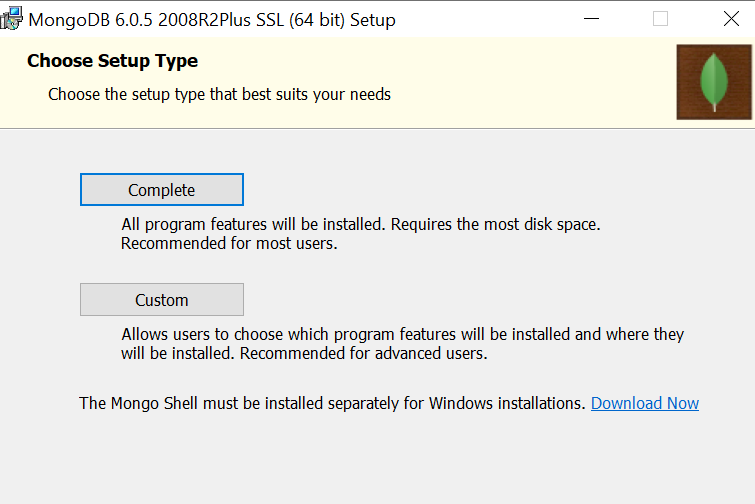 MongoDB 6.0.5 2008R2Plus SSL (64 bit) Setup
Choose Setup Type
Choose the setup type that best suits your needs
Complete
All program features will be installed. Requires the most disk space.
Recommended for most users.
Custom
Allows users to choose which program features will be installed and where they
will be installed. Recommended for advanced users.
The Mongo Shell must be installed separately for Windows installations. Download Now